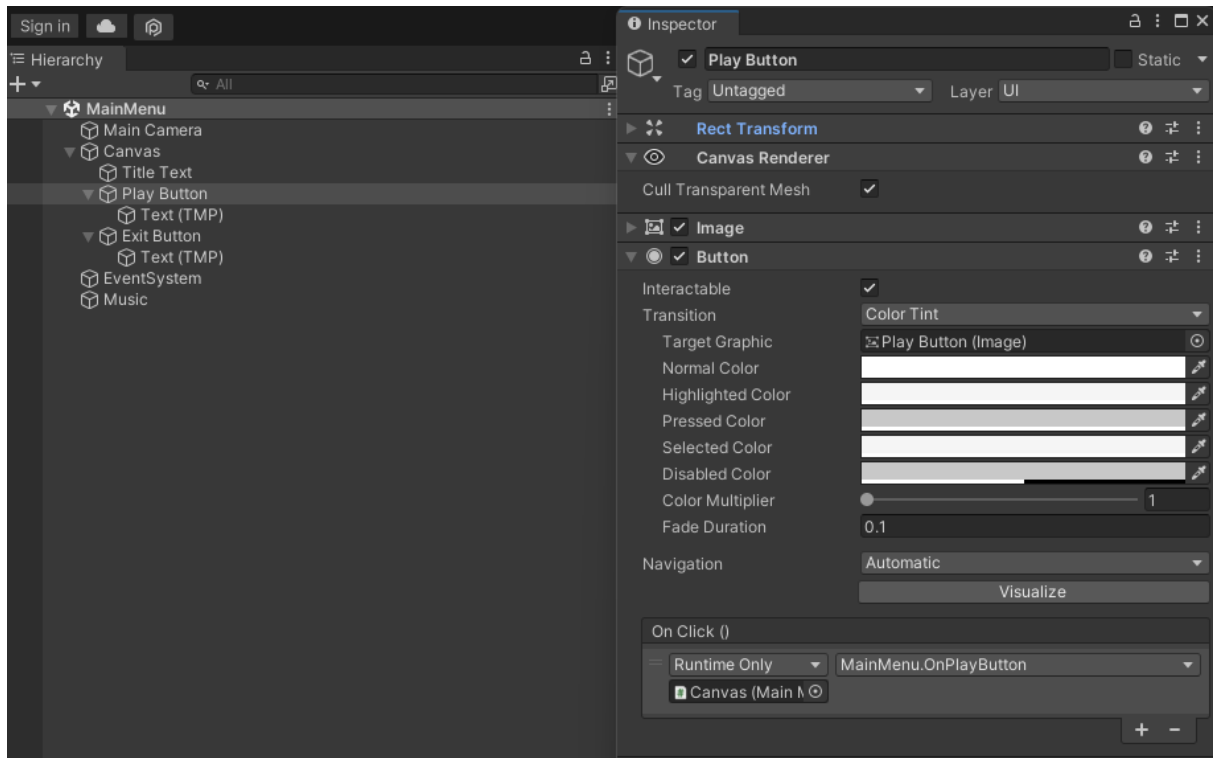 Sign in
Hierarchy
All
MainMenu
Main Camera
Canvas
Title Text
Play Button
Text (TMP)
Exit Button
Text (TMP)
EventSystem
Music
Inspector
Play Button Static
Tag Untagged Layer UI
Rect Transform
Canvas Renderer
Cull Transparent Mesh
Image
Button
Interactable
Transition Color Tint
Target Graphic Play Button (Image)
Normal Color
Highlighted Color
Pressed Color
Selected Color
Disabled Color
Color Multiplier 1
Fade Duration 0.1
Navigation Automatic
Visualize
On Click ()
Runtime Only MainMenu.OnPlayButton
Canvas (Main